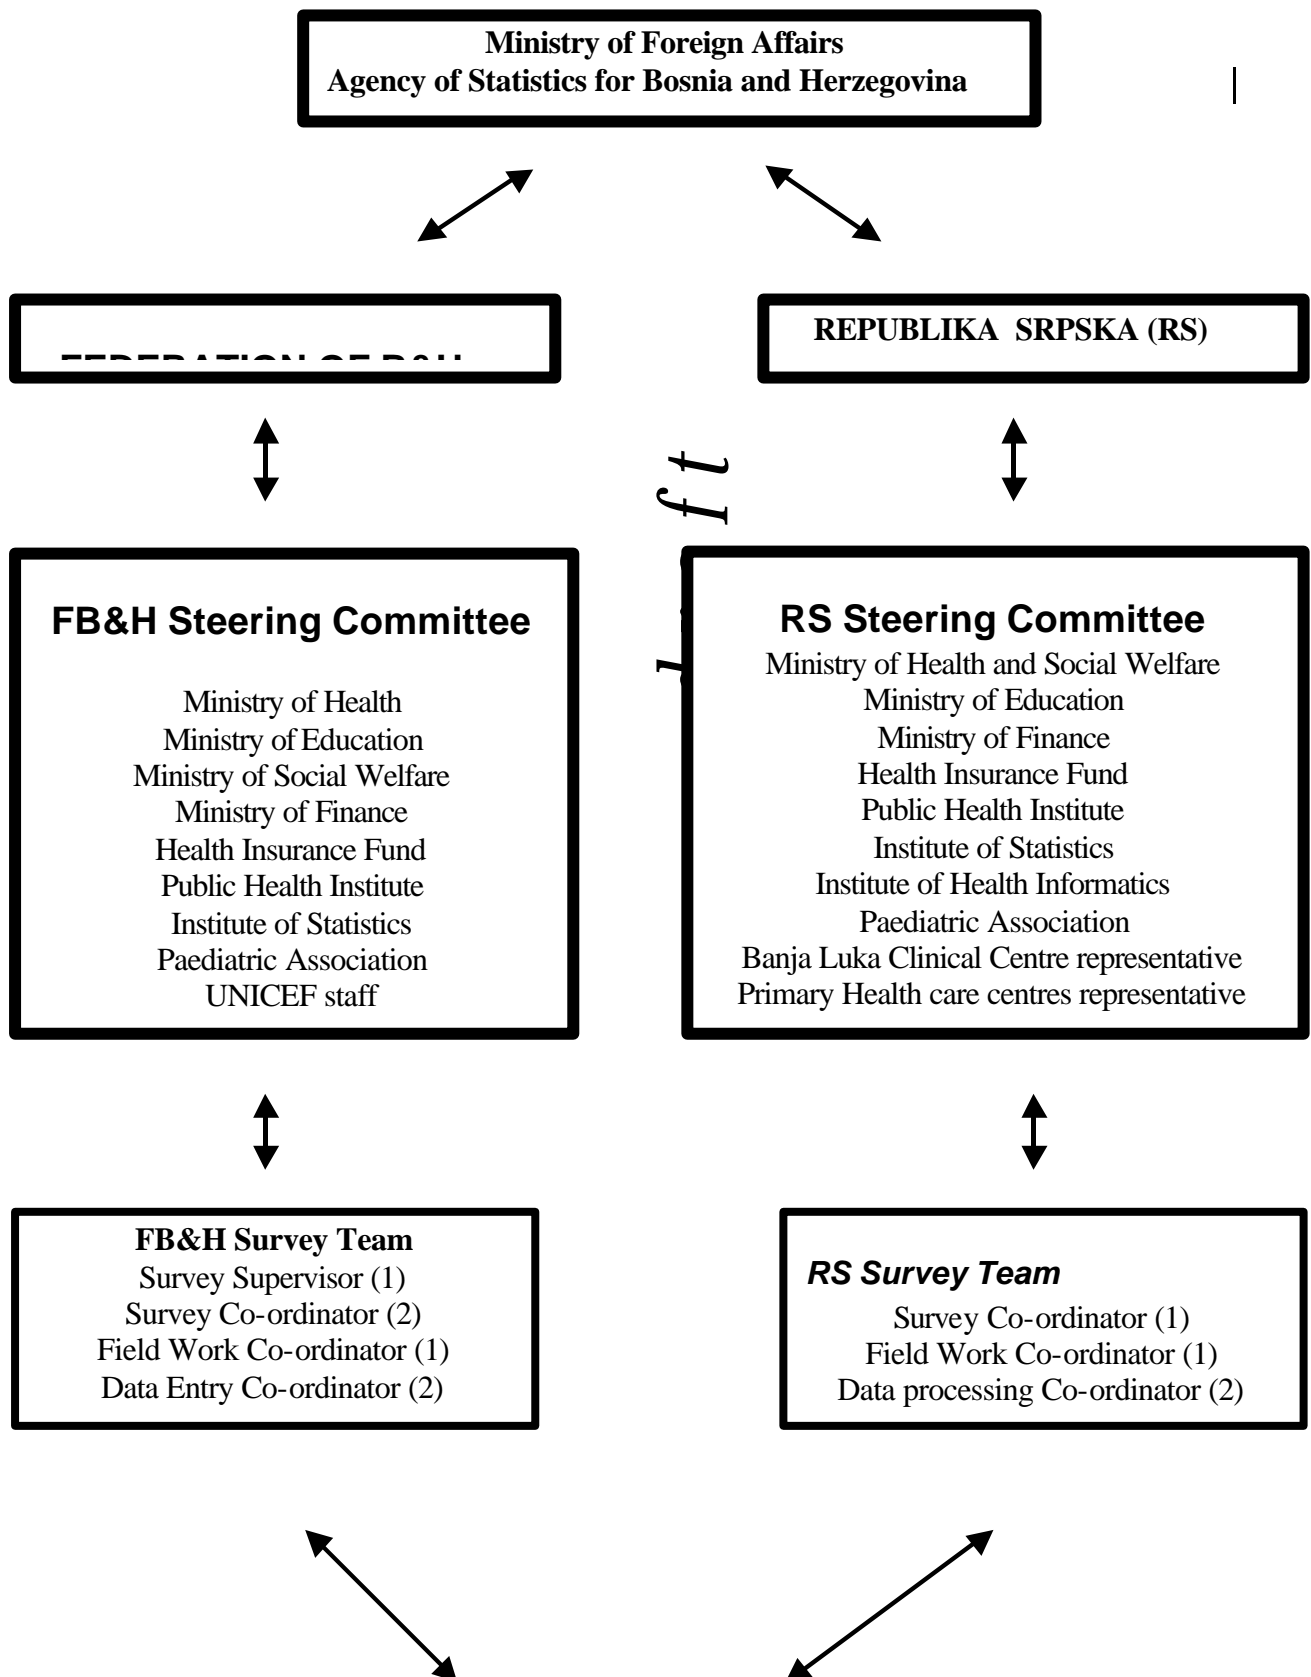 Ministry of Foreign Affairs
Agency of Statistics for Bosnia and Herzegovina
FEDERATION OF B&H
REPUBLIKA SRPSKA (RS)
FB&H Steering Committee
Ministry of Health
Ministry of Education
Ministry of Social Welfare
Ministry of Finance
Health Insurance Fund
Public Health Institute
Institute of Statistics
Paediatric Association
UNICEF staff
RS Steering Committee
Ministry of Health and Social Welfare
Ministry of Education
Ministry of Finance
Health Insurance Fund
Public Health Institute
Institute of Statistics
Institute of Health Informatics
Paediatric Association
Banja Luka Clinical Centre representative
Primary Health care centres representative
FB&H Survey Team
Survey Supervisor (1)
Survey Co-ordinator (2)
Field Work Co-ordinator (1)
Data Entry Co-ordinator (2)
RS Survey Team
Survey Co-ordinator (1)
Field Work Co-ordinator (1)
Data processing Co-ordinator (2)